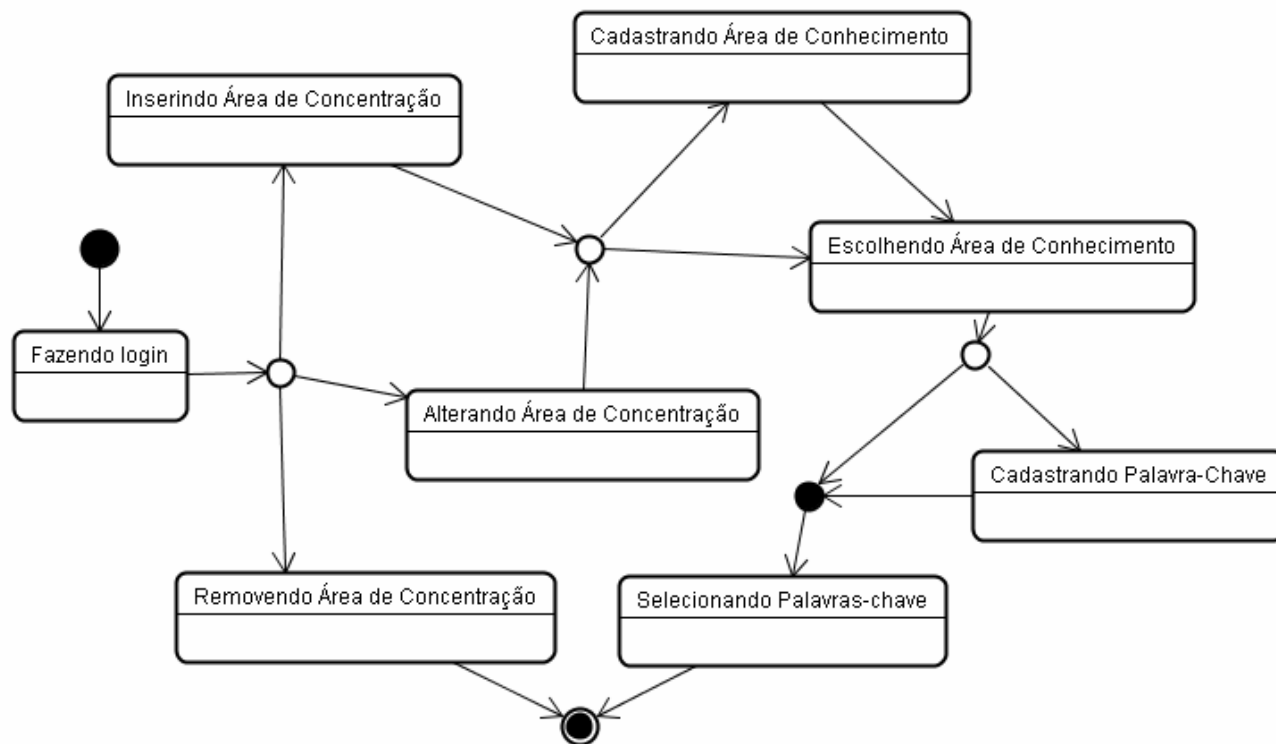 Cadastrando Área de Conhecimento
Inserindo Área de Concentração
Escolhendo Área de Conhecimento
Fazendo login
Alterando Área de Concentração
Cadastrando Palavra-Chave
Removendo Área de Concentração
Selecionando Palavras-chave